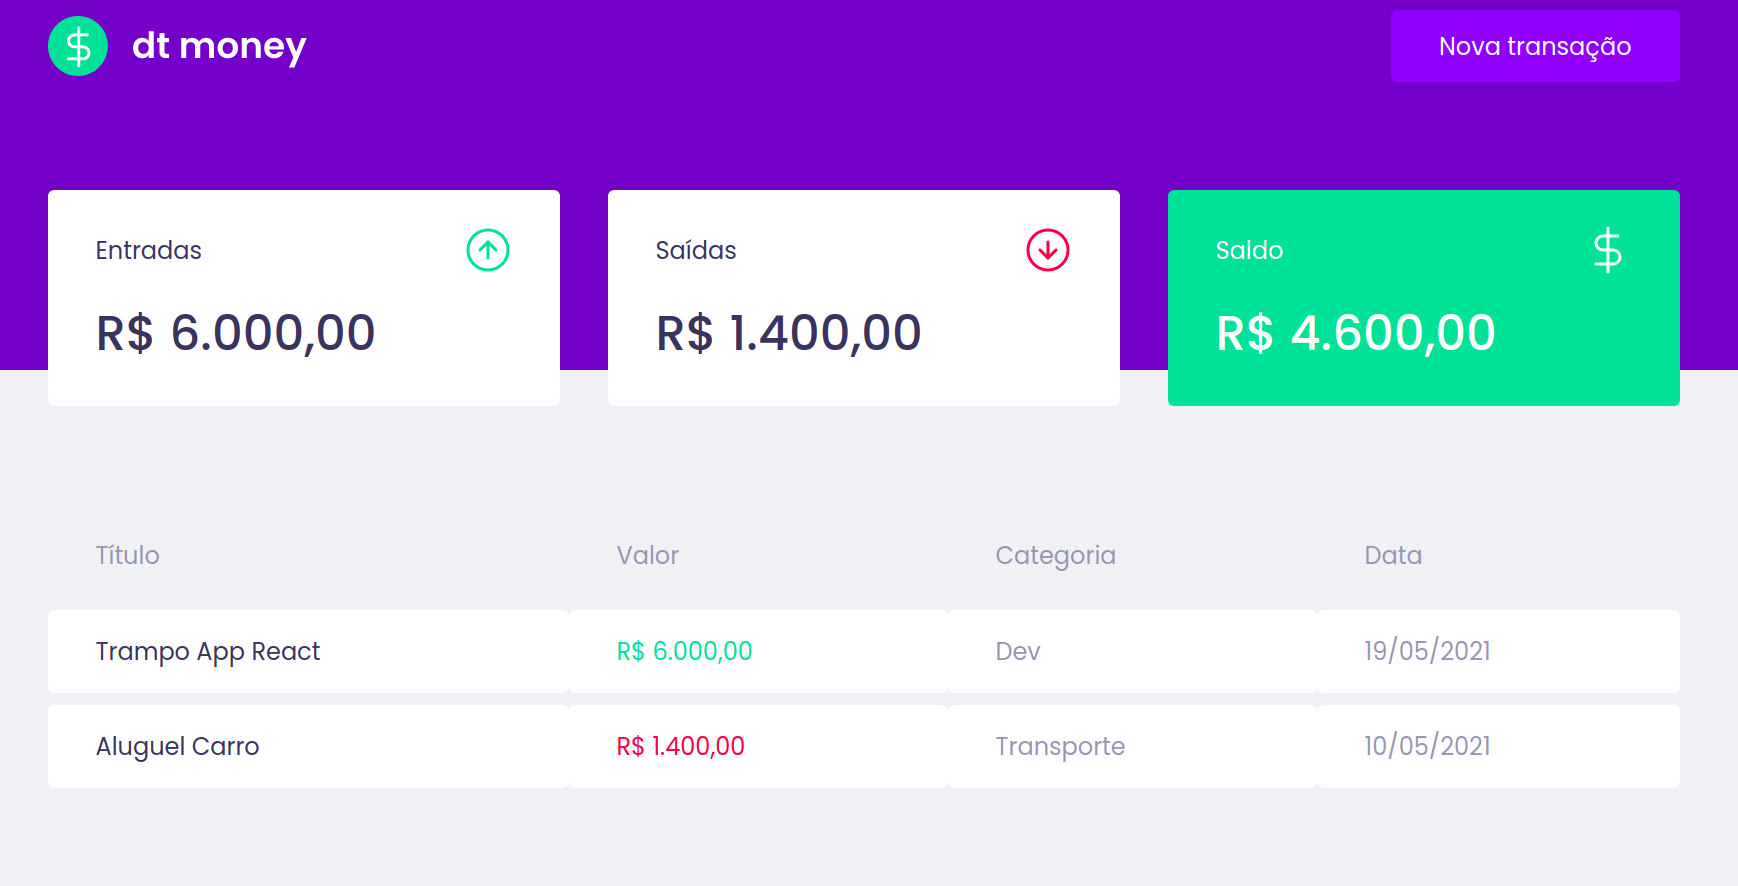 dt money
Nova transação
Entradas
R$ 6.000,00
Saídas
R$ 1.400,00
Saldo
R$ 4.600,00
Título Valor Categoria Data
Trampo App React R$ 6.000,00 Dev 19/05/2021
Aluguel Carro R$ 1.400,00 Transporte 10/05/2021